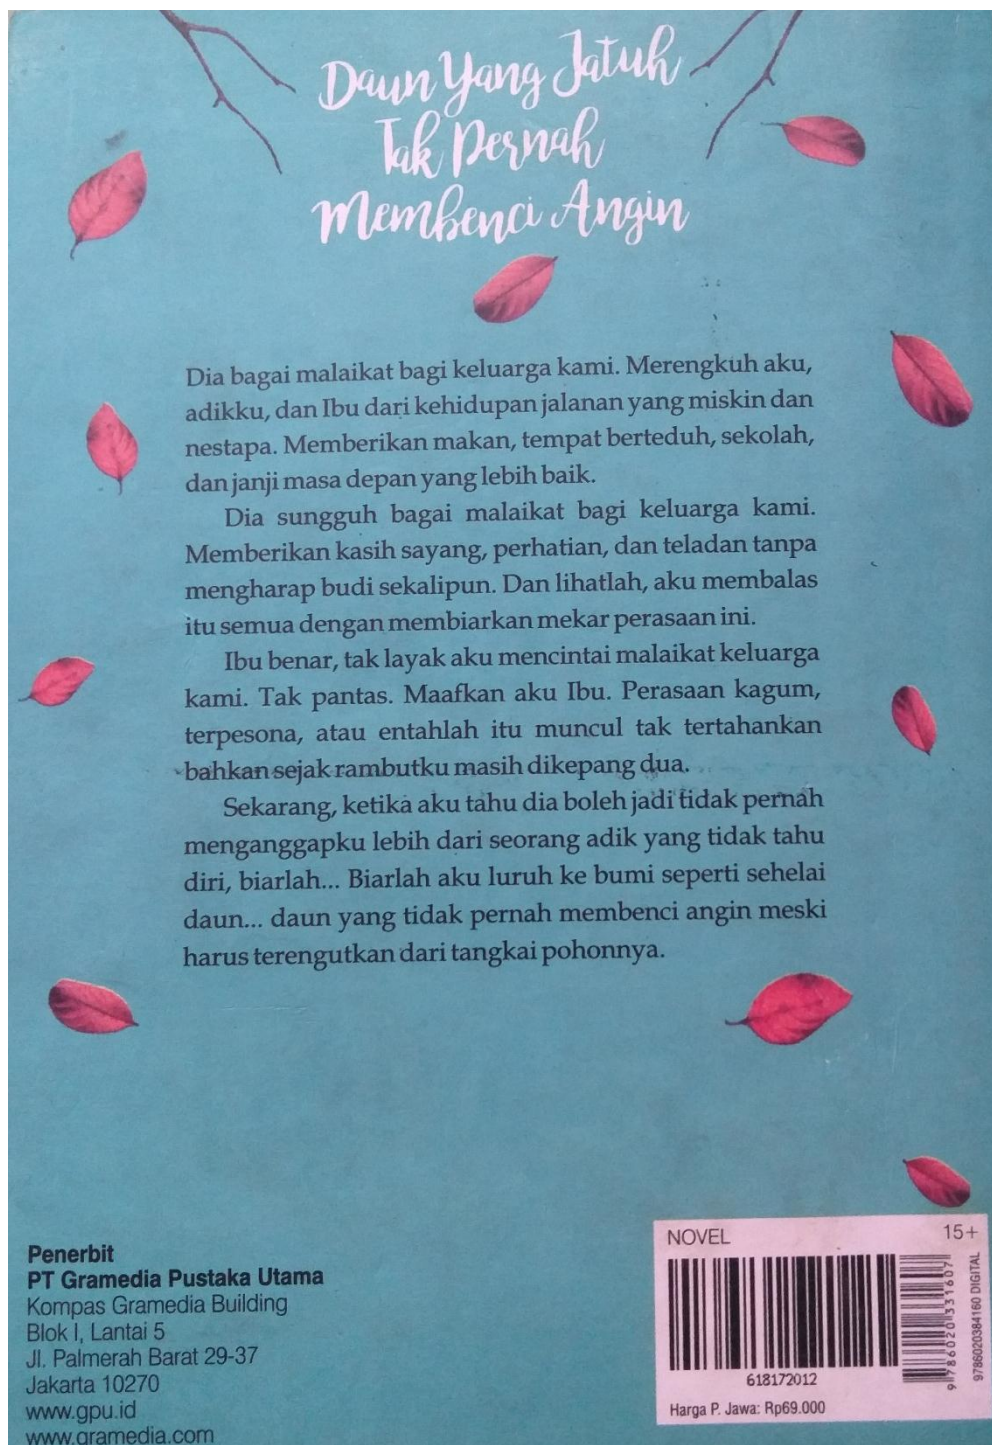 Daun Yang Jatuh
Tak Pernah
Membenci Angin
Dia bagai malaikat bagi keluarga kami. Merengkuh aku,
adikku, dan Ibu dari kehidupan jalanan yang miskin dan
nestapa. Memberikan makan, tempat berteduh, sekolah,
dan janji masa depan yang lebih baik.
Dia sungguh bagai malaikat bagi keluarga kami.
Memberikan kasih sayang, perhatian, dan teladan tanpa
mengharap budi sekalipun. Dan lihatlah, aku membalas
itu semua dengan membiarkan mekar perasaan ini.
Ibu benar, tak layak aku mencintai malaikat keluarga
kami. Tak pantas. Maafkan aku Ibu. Perasaan kagum,
terpesona, atau entahlah itu muncul tak tertahankan
bahkan sejak rambutku masih dikepang dua.
Sekarang, ketika aku tahu dia boleh jadi tidak pernah
menganggapku lebih dari seorang adik yang tidak tahu
diri, biarlah... Biarlah aku luruh ke bumi seperti sehelai
daun... daun yang tidak pernah membenci angin meski
harus terengutkan dari tangkai pohonnya.
Penerbit
PT Gramedia Pustaka Utama
Kompas Gramedia Building
Blok I, Lantai 5
Jl. Palmerah Barat 29-37
Jakarta 10270
www.gpu.id
www.gramedia.com
NOVEL 15+
618172012
Harga P. Jawa: Rp69.000
9786020331607
9786020384160 DIGITAL